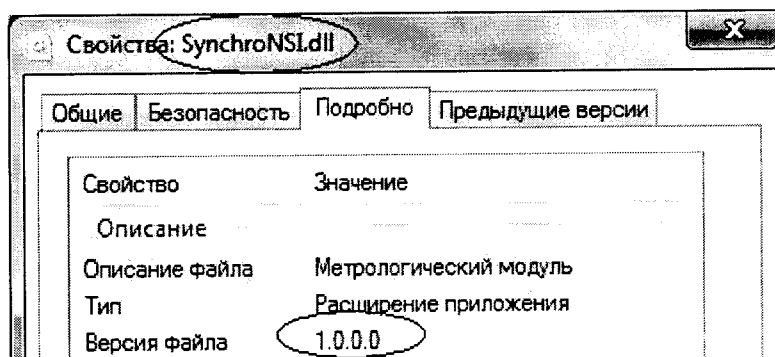 Свойства: SynchroNSI.dll
Общие Безопасность Подробно Предыдущие версии
Свойство Значение
Описание
Описание файла Метрологический модуль
Тип Расширение приложения
Версия файла 1.0.0.0